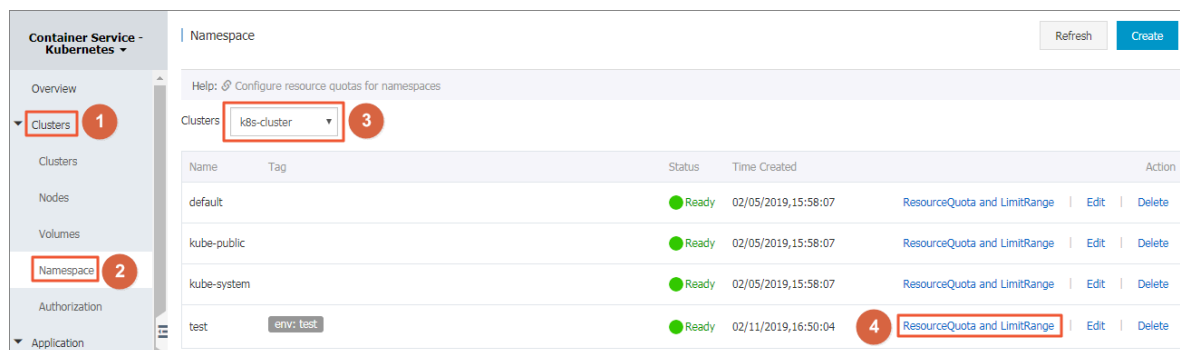 Container Service -
Kubernetes
Overview
Clusters 1
Clusters
Nodes
Volumes
Namespace 2
Authorization
Application
Namespace
Refresh Create
Help: Configure resource quotas for namespaces
Clusters k8s-cluster 3
Name Tag Status Time Created Action
default Ready 02/05/2019,15:58:07 ResourceQuota and LimitRange | Edit | Delete
kube-public Ready 02/05/2019,15:58:07 ResourceQuota and LimitRange | Edit | Delete
kube-system Ready 02/05/2019,15:58:07 ResourceQuota and LimitRange | Edit | Delete
test env: test Ready 02/11/2019,16:50:04 4 ResourceQuota and LimitRange | Edit | Delete